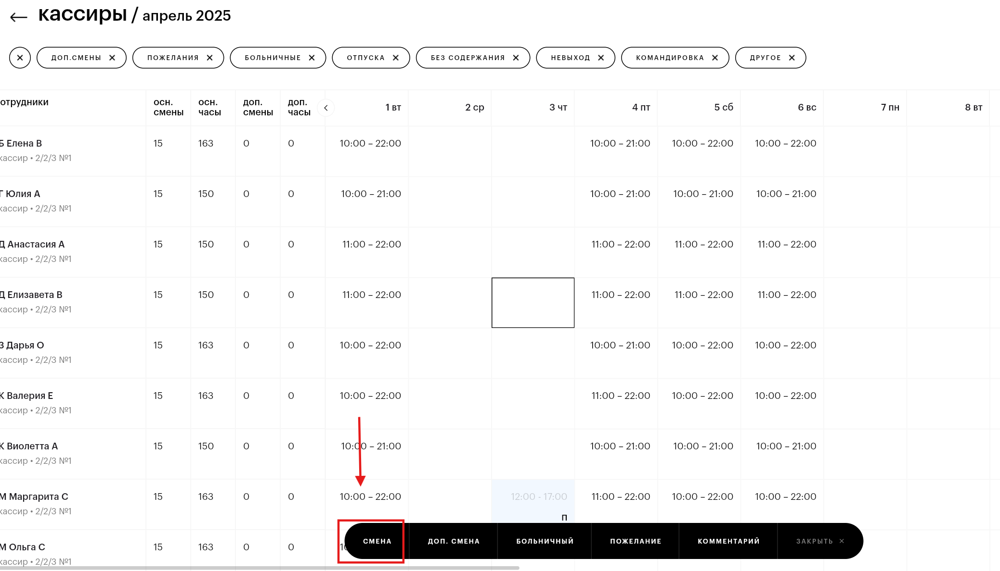 ← кассиры / апрель 2025
ДОП.СМЕНЫ ПОЖЕЛАНИЯ БОЛЬНИЧНЫЕ ОТПУСКА БЕЗ СОДЕРЖАНИЯ НЕВЫХОД КОМАНДИРОВКА ДРУГОЕ
отрудники осн. смены осн. часы доп. смены доп. часы 1 вт 2 ср 3 чт 4 пт 5 сб 6 вс 7 пн 8 вт
Б Елена В 15 163 0 0 10:00 – 22:00 10:00 – 21:00 10:00 – 22:00 10:00 – 22:00
кассир • 2/2/3 №1
Г Юлия А 15 150 0 0 10:00 – 21:00 10:00 – 21:00 10:00 – 21:00 10:00 – 21:00
кассир • 2/2/3 №1
Д Анастасия А 15 150 0 0 11:00 – 22:00 11:00 – 22:00 11:00 – 22:00 11:00 – 22:00
кассир • 2/2/3 №1
Д Елизавета В 15 150 0 0 11:00 – 22:00 11:00 – 22:00 11:00 – 22:00 11:00 – 22:00
кассир • 2/2/3 №1
З Дарья О 15 163 0 0 10:00 – 22:00 10:00 – 21:00 10:00 – 22:00 10:00 – 22:00
кассир • 2/2/3 №1
К Валерия Е 15 163 0 0 10:00 – 22:00 11:00 – 22:00 10:00 – 22:00 10:00 – 22:00
кассир • 2/2/3 №1
К Виолетта А 15 150 0 0 10:00 – 21:00 10:00 – 21:00 10:00 – 21:00 10:00 – 21:00
кассир • 2/2/3 №1
М Маргарита С 15 163 0 0 10:00 – 22:00 12:00 - 17:00 11:00 – 22:00 10:00 – 22:00 10:00 – 22:00
кассир • 2/2/3 №1 П
М Ольга С 15 163 0 0
кассир • 2/2/3 №1
СМЕНА ДОП. СМЕНА БОЛЬНИЧНЫЙ ПОЖЕЛАНИЕ КОММЕНТАРИЙ ЗАКРЫТЬ ×